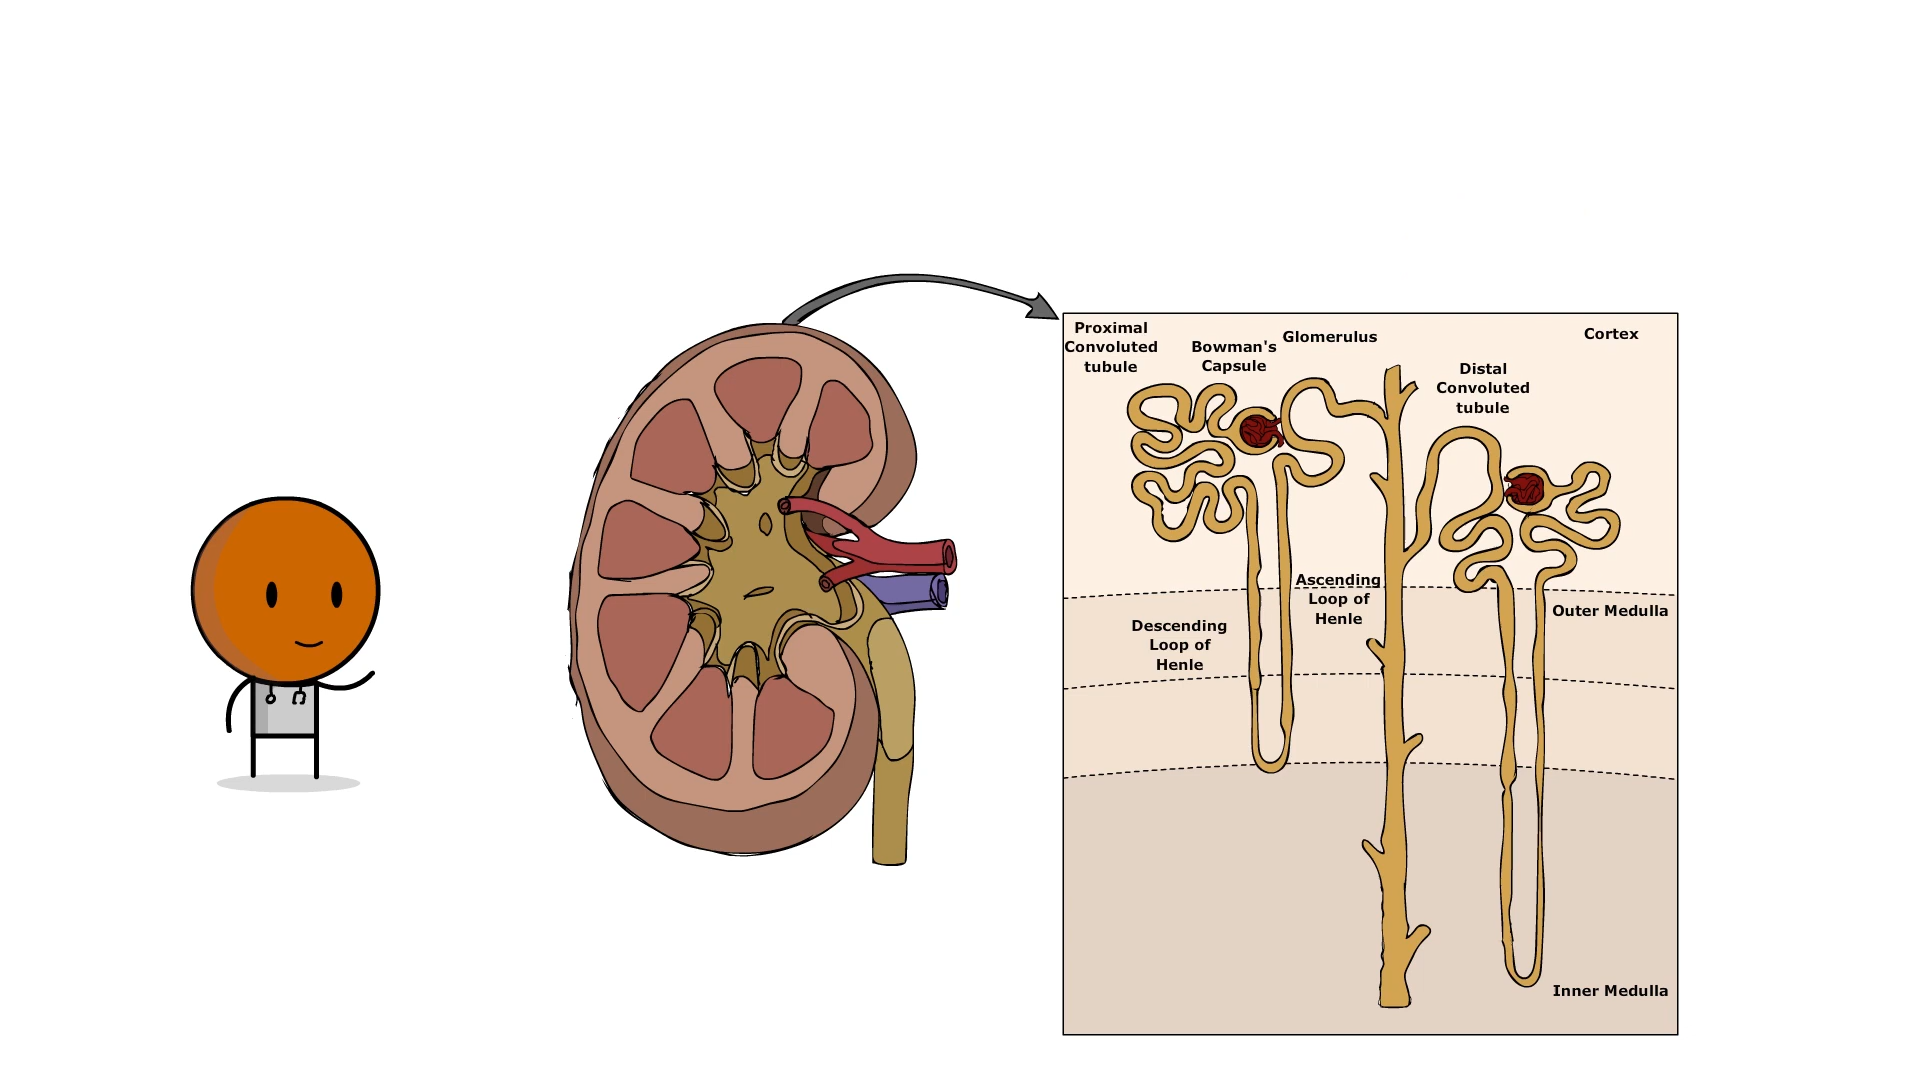 Proximal
Convoluted
tubule
Bowman's
Capsule
Glomerulus
Cortex
Distal
Convoluted
tubule
Ascending
Loop of
Henle
Outer Medulla
Descending
Loop of
Henle
Inner Medulla